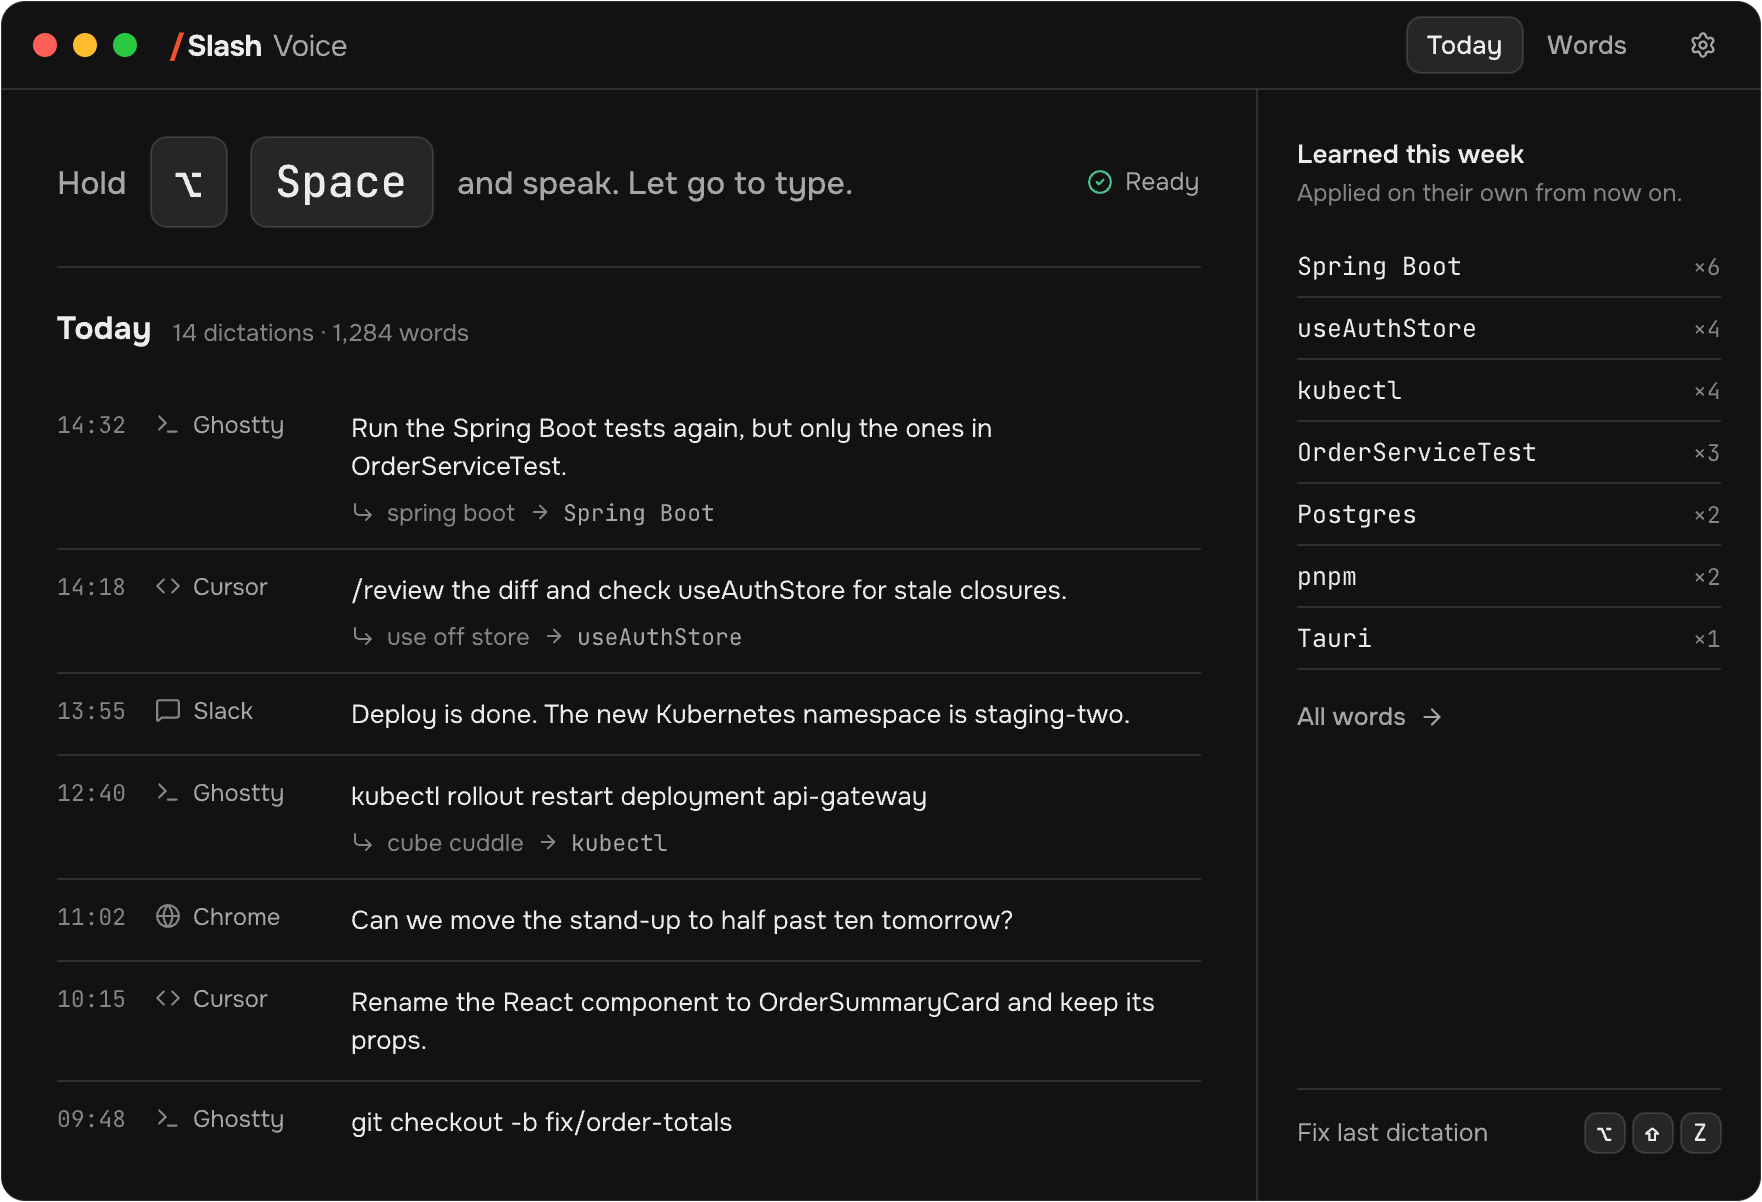 /Slash Voice
Today Words
Hold ⌥ Space and speak. Let go to type.
Ready
Today 14 dictations · 1,284 words
14:32 Ghostty Run the Spring Boot tests again, but only the ones in
OrderServiceTest.
↳ spring boot → Spring Boot
14:18 Cursor /review the diff and check useAuthStore for stale closures.
↳ use off store → useAuthStore
13:55 Slack Deploy is done. The new Kubernetes namespace is staging-two.
12:40 Ghostty kubectl rollout restart deployment api-gateway
↳ cube cuddle → kubectl
11:02 Chrome Can we move the stand-up to half past ten tomorrow?
10:15 Cursor Rename the React component to OrderSummaryCard and keep its
props.
09:48 Ghostty git checkout -b fix/order-totals
Learned this week
Applied on their own from now on.
Spring Boot ×6
useAuthStore ×4
kubectl ×4
OrderServiceTest ×3
Postgres ×2
pnpm ×2
Tauri ×1
All words →
Fix last dictation ⌥ ⇧ Z